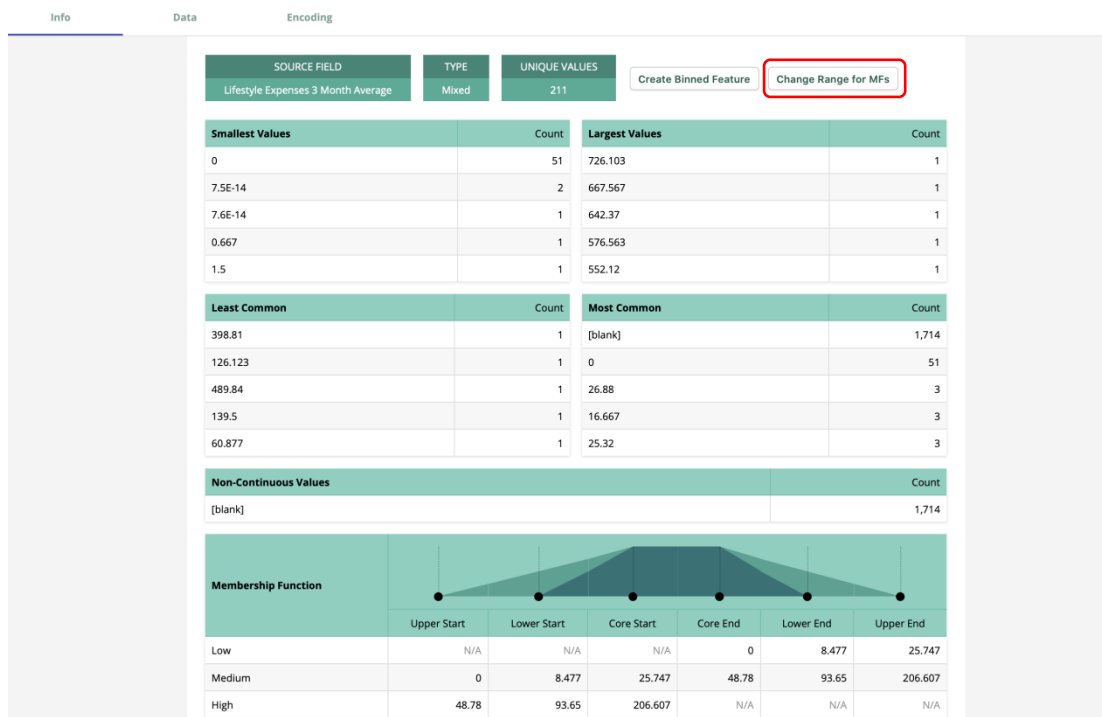 Info Data Encoding
SOURCE FIELD TYPE UNIQUE VALUES
Lifestyle Expenses 3 Month Average Mixed 211
Create Binned Feature Change Range for MFs
Smallest Values Count
0 51
7.5E-14 2
7.6E-14 1
0.667 1
1.5 1
Largest Values Count
726.103 1
667.567 1
642.37 1
576.563 1
552.12 1
Least Common Count
398.81 1
126.123 1
489.84 1
139.5 1
60.877 1
Most Common Count
[blank] 1,714
0 51
26.88 3
16.667 3
25.32 3
Non-Continuous Values Count
[blank] 1,714
Membership Function
Upper Start Lower Start Core Start Core End Lower End Upper End
Low N/A N/A N/A 0 8.477 25.747
Medium 0 8.477 25.747 48.78 93.65 206.607
High 48.78 93.65 206.607 N/A N/A N/A